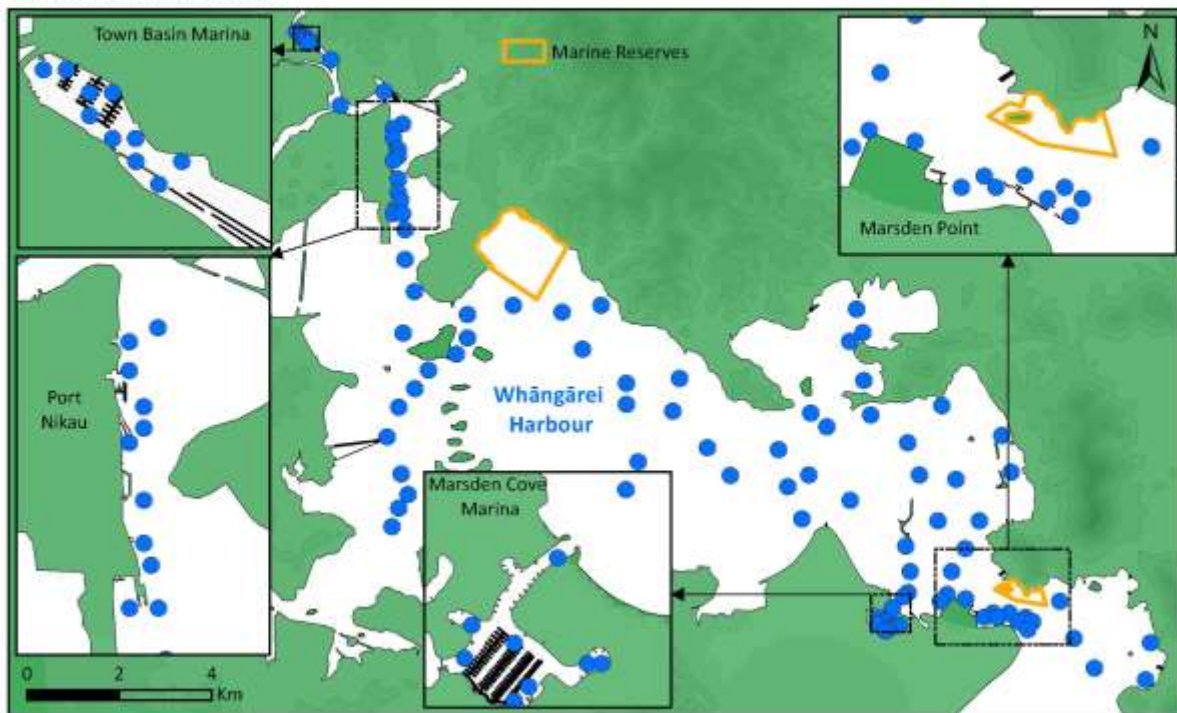 Town Basin Marina
Marine Reserves
N
Marsden Point
Port
Nikau
Whāngārei
Harbour
Marsden Cove
Marina
0 2 4
Km